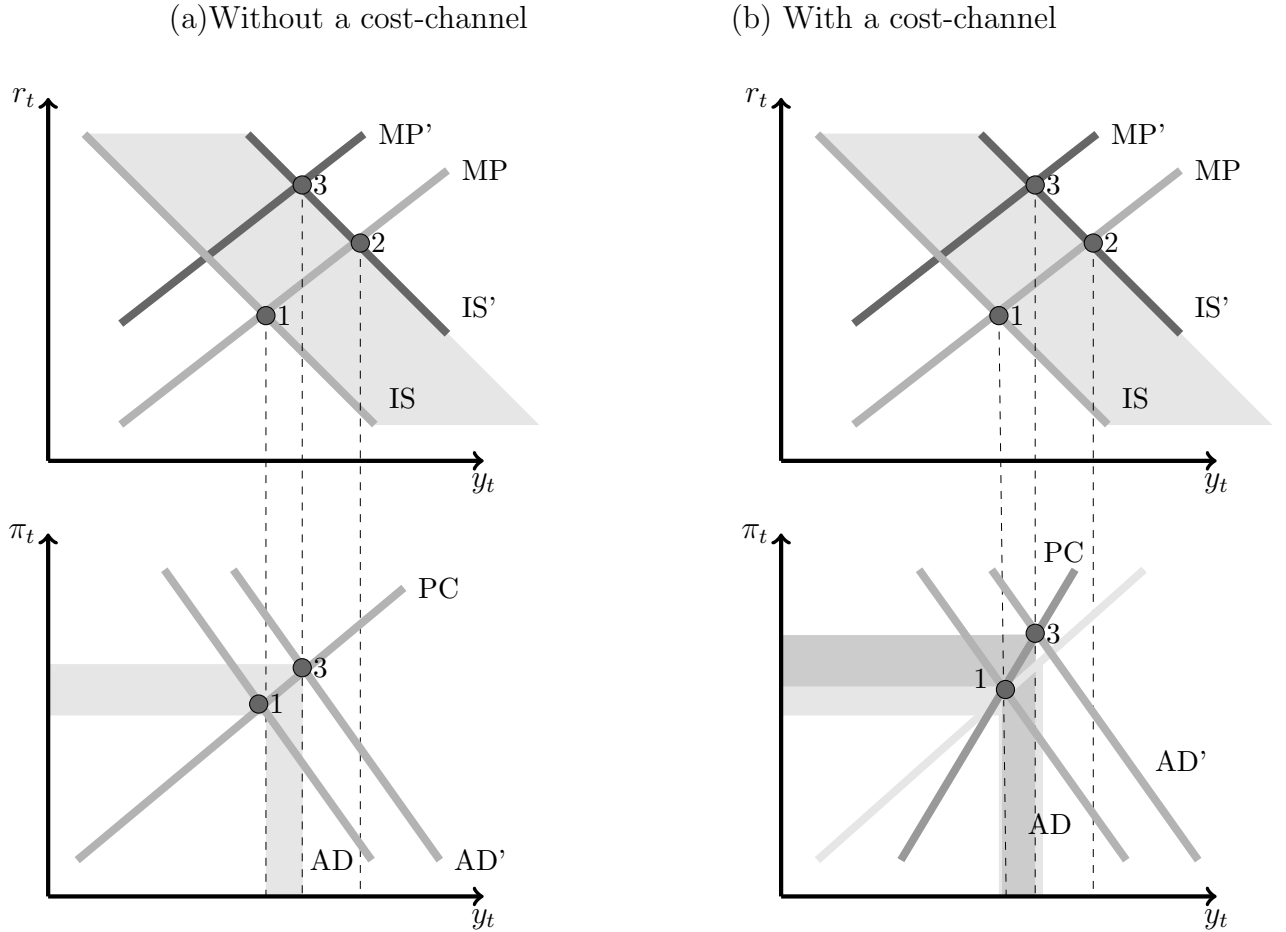 (a)Without a cost-channel
(b) With a cost-channel
r_t
MP'
MP
3
2
1
IS'
IS
y_t
r_t
MP'
MP
3
2
1
IS'
IS
y_t
π_t
PC
3
1
AD
AD'
y_t
π_t
PC
3
1
AD'
AD
y_t